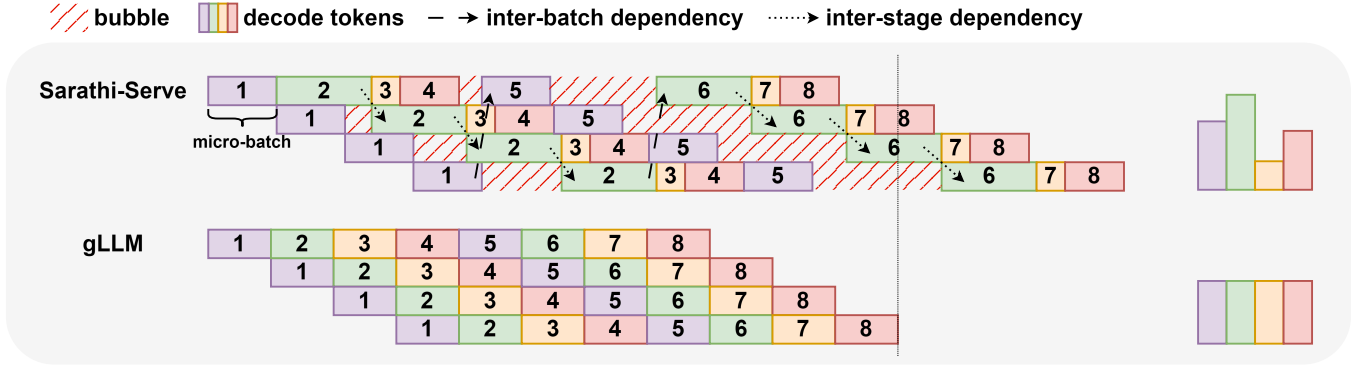 bubble decode tokens inter-batch dependency inter-stage dependency
Sarathi-Serve 1 2 3 4 5 6 7 8
1 2 3 4 5 6 7 8
micro-batch
1 2 3 4 5 6 7 8
1 2 3 4 5 6 7 8
gLLM 1 2 3 4 5 6 7 8
1 2 3 4 5 6 7 8
1 2 3 4 5 6 7 8
1 2 3 4 5 6 7 8